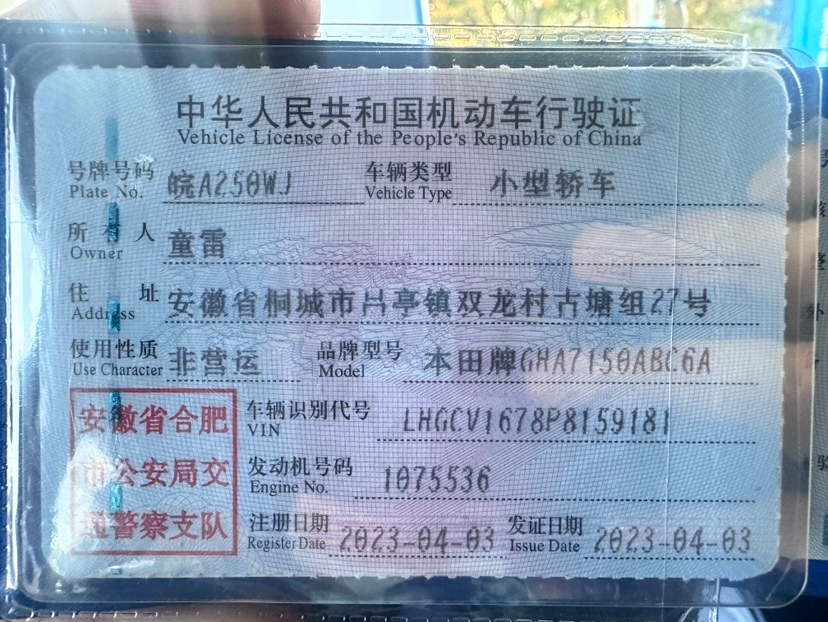 中华人民共和国机动车行驶证
Vehicle License of the People's Republic of China
号牌号码 Plate No. 皖A250WJ 车辆类型 Vehicle Type 小型轿车
所有人 Owner 童雷
住址 Address 安徽省桐城市吕亭镇双龙村古塘组27号
使用性质 Use Character 非营运 品牌型号 Model 本田牌GHA7150ABC6A
安徽省合肥
市公安局交
通警察支队
车辆识别代号 VIN LHGCV1678P8159181
发动机号码 Engine No. 1075536
注册日期 Register Date 2023-04-03 发证日期 Issue Date 2023-04-03